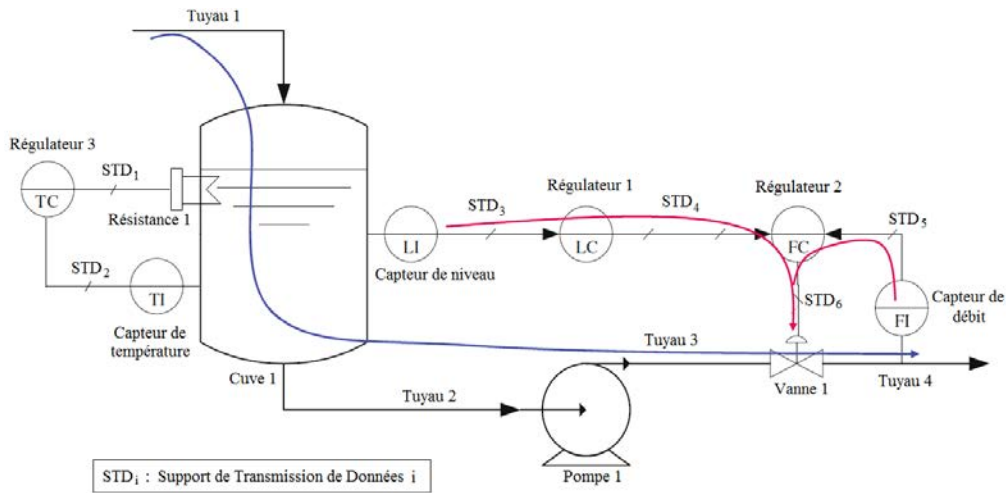 Tuyau 1
Régulateur 3
STD1
TC
Résistance 1
STD2
TI
Capteur de
température
Régulateur 1
Régulateur 2
STD3
STD4
STD5
LI
LC
FC
Capteur de niveau
STD6
Capteur de
débit
FI
Tuyau 3
Cuve 1
Vanne 1
Tuyau 4
Tuyau 2
Pompe 1
STD i : Support de Transmission de Données i